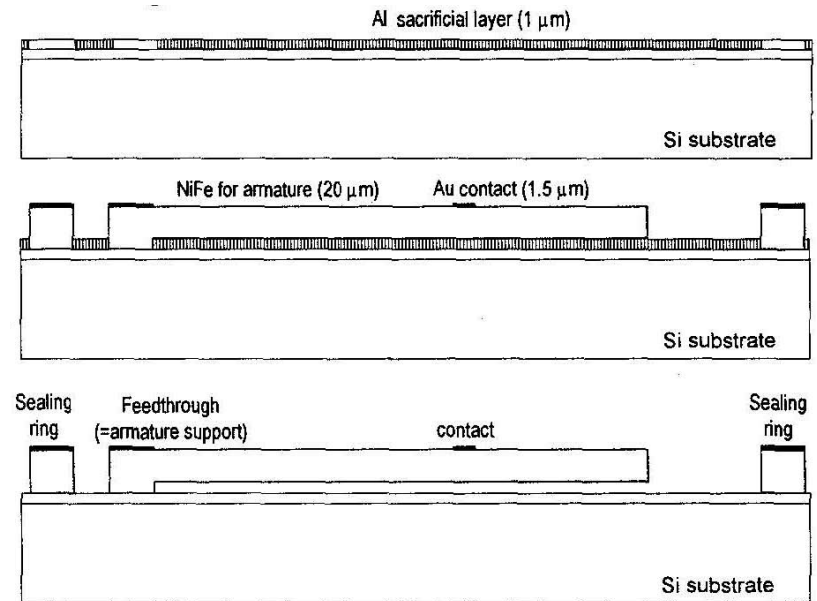 Al sacrificial layer (1 μm)
Si substrate
NiFe for armature (20 μm) Au contact (1.5 μm)
Si substrate
Sealing ring
Feedthrough
(=armature support)
contact
Sealing ring
Si substrate